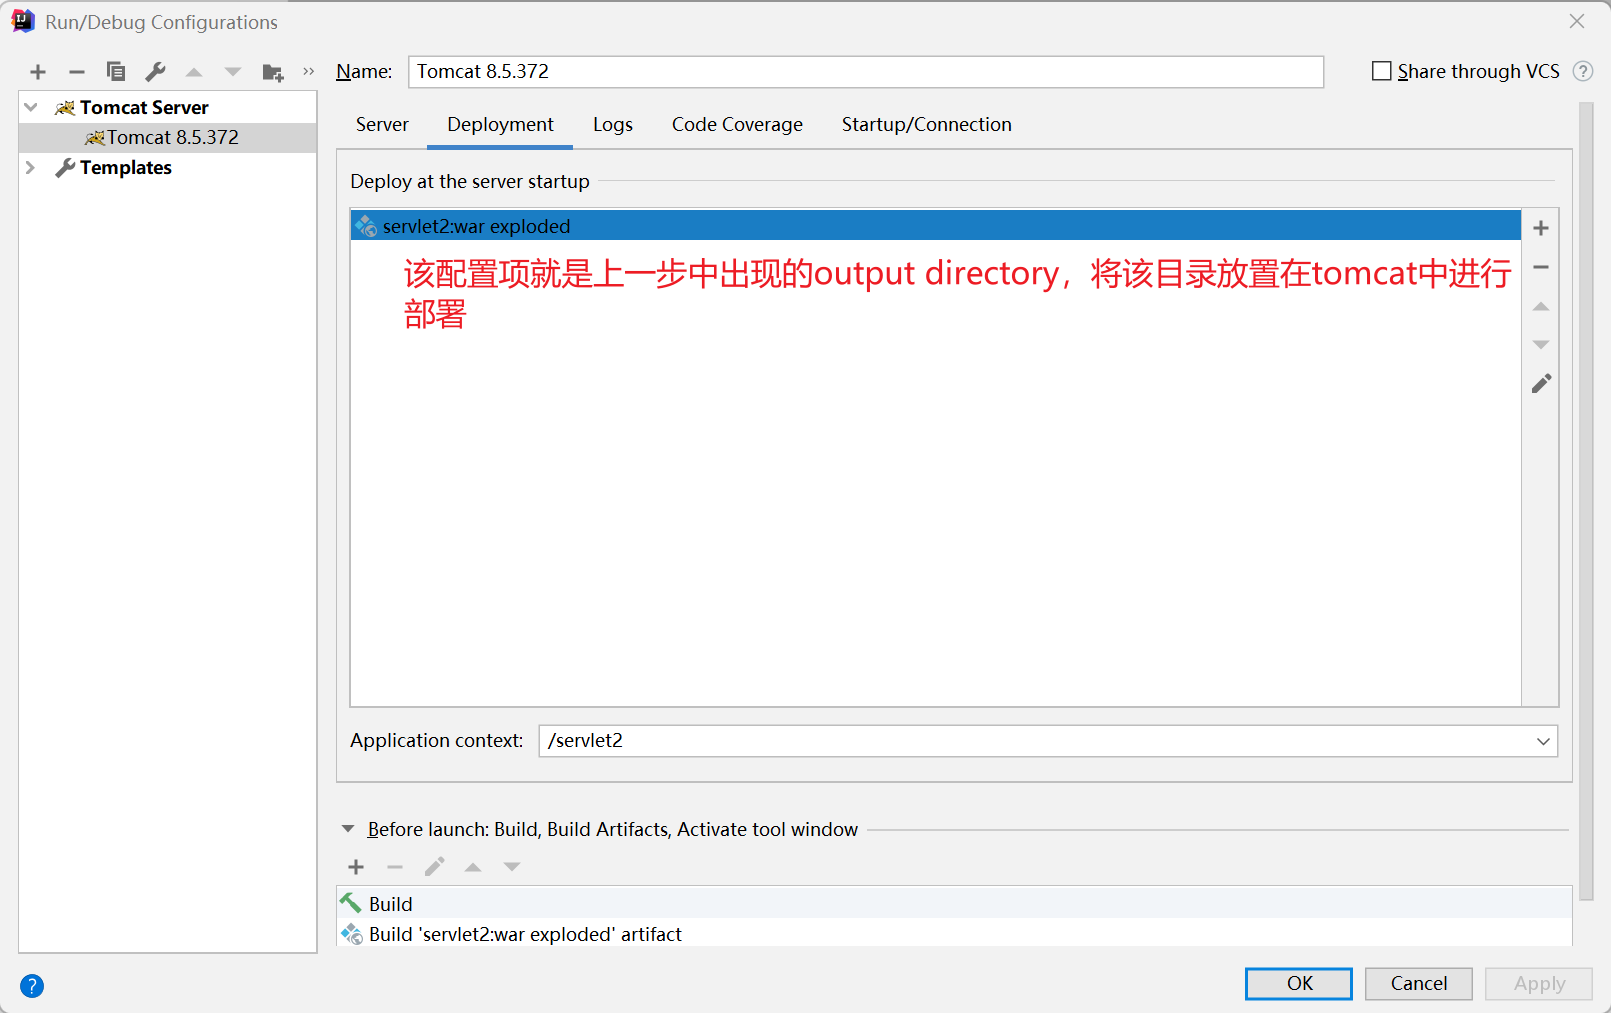 Run/Debug Configurations
Name: Tomcat 8.5.372
Share through VCS ?
Tomcat Server
Tomcat 8.5.372
Templates
Server Deployment Logs Code Coverage Startup/Connection
Deploy at the server startup
servlet2:war exploded
该配置项就是上一步中出现的output directory，将该目录放置在tomcat中进行
部署
Application context: /servlet2
Before launch: Build, Build Artifacts, Activate tool window
Build
Build 'servlet2:war exploded' artifact
?
OK Cancel Apply